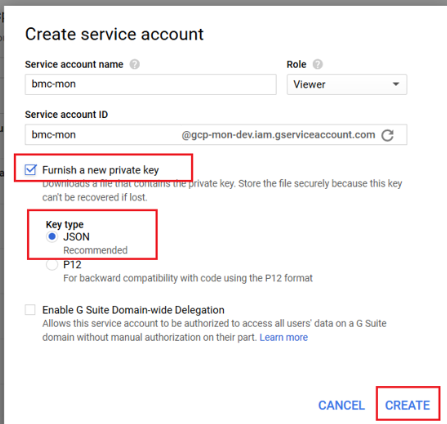 Create service account
Service account name
Role
bmc-mon
Viewer
Service account ID
bmc-mon
@gcp-mon-dev.iam.gserviceaccount.com
Furnish a new private key
Downloads a file that contains the private key. Store the file securely because this key
can't be recovered if lost.
Key type
JSON
Recommended
P12
For backward compatibility with code using the P12 format
Enable G Suite Domain-wide Delegation
Allows this service account to be authorized to access all users' data on a G Suite
domain without manual authorization on their part. Learn more
CANCEL
CREATE